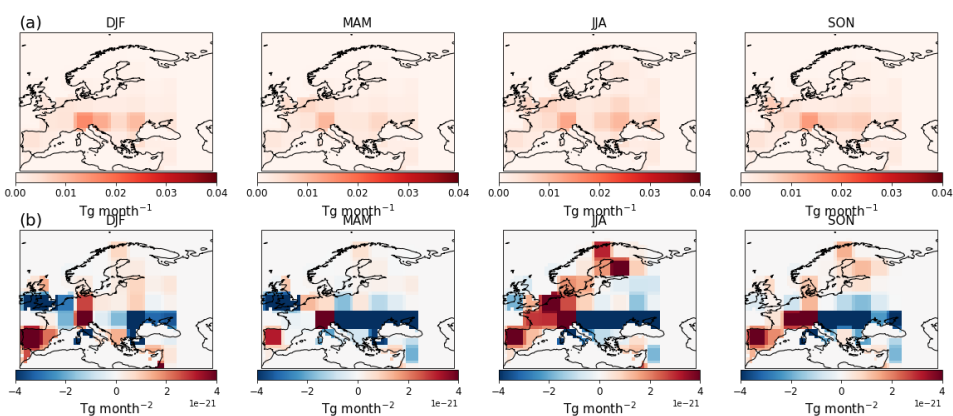 (a)
DJF MAM JJA SON
0.00 0.01 0.02 0.03 0.04 0.00 0.01 0.02 0.03 0.04 0.00 0.01 0.02 0.03 0.04 0.00 0.01 0.02 0.03 0.04
Tg month⁻¹ Tg month⁻¹ Tg month⁻¹ Tg month⁻¹
(b)
DJF MAM JJA SON
−4 −2 0 2 4 −4 −2 0 2 4 −4 −2 0 2 4 −4 −2 0 2 4
1e−21 1e−21 1e−21 1e−21
Tg month⁻² Tg month⁻² Tg month⁻² Tg month⁻²